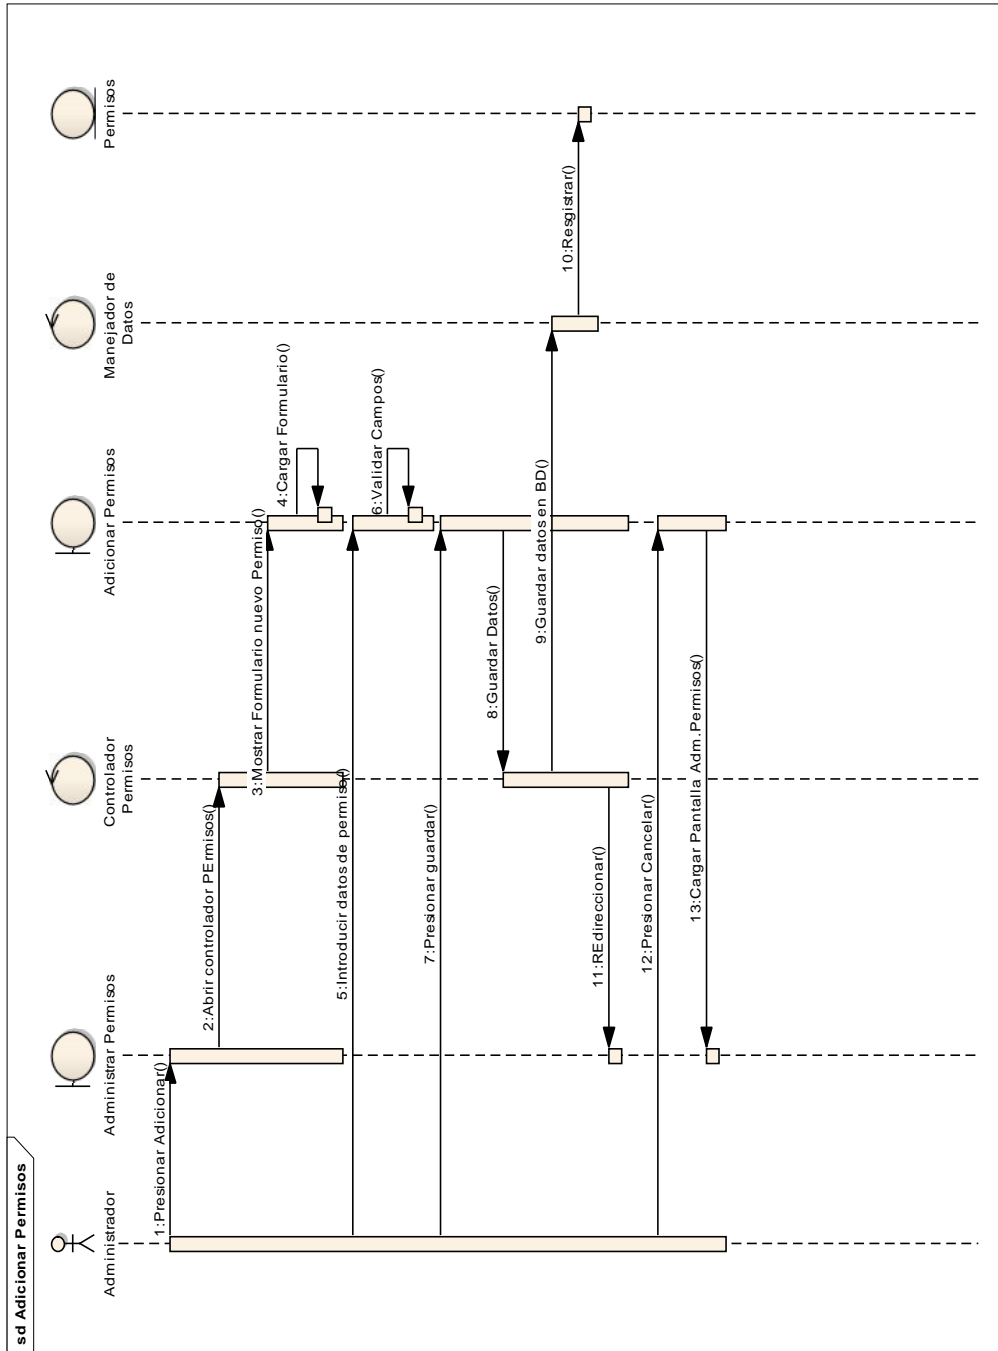 sd Adicionar Permisos
Administrador
Administrar Permisos
Controlador
Permisos
Adicionar Permisos
Manejador de
Datos
Permisos
1:Presionar Adicionar()
2:Abrir controlador PErmisos()
3:Mostrar Formulario nuevo Permiso()
4:Cargar Formulario()
5:Introducir datos de permiso()
6:Validar Campos()
7:Presionar guardar()
8:Guardar Datos()
9:Guardar datos en BD()
10:Resgistrar()
11:REdireccionar()
12:Presionar Cancelar()
13:Cargar Pantalla Adm.Permisos()